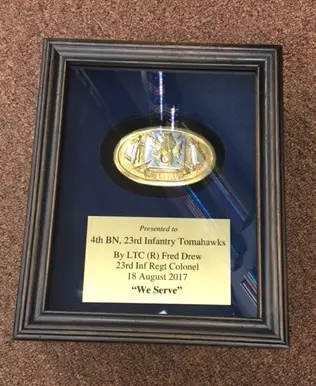 Presented to
4th BN, 23rd Infantry Tomahawks
By LTC (R) Fred Drew
23rd Inf Regt Colonel
18 August 2017
“We Serve”